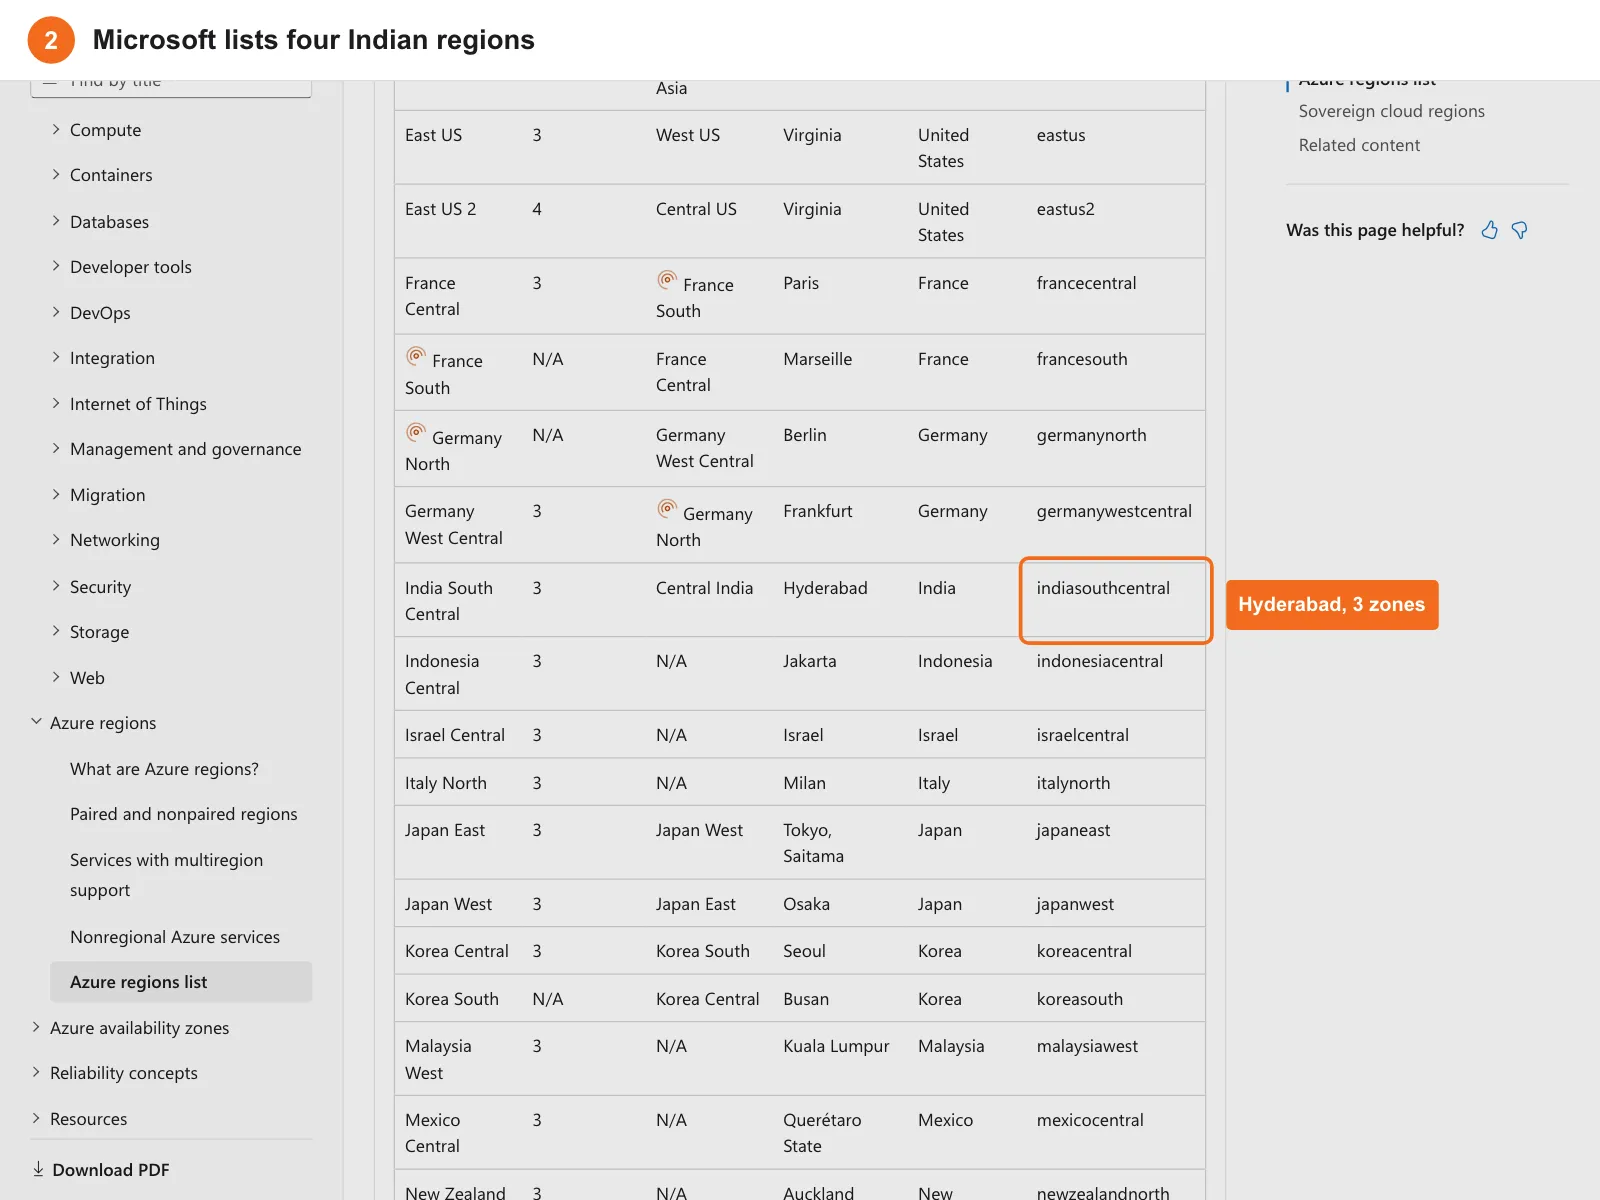 2
Microsoft lists four Indian regions
Find by title
Compute
Containers
Databases
Developer tools
DevOps
Integration
Internet of Things
Management and governance
Migration
Networking
Security
Storage
Web
Azure regions
What are Azure regions?
Paired and nonpaired regions
Services with multiregion
support
Nonregional Azure services
Azure regions list
Azure availability zones
Reliability concepts
Resources
Download PDF
Asia
East US 3 West US Virginia United eastus
States
East US 2 4 Central US Virginia United eastus2
States
France 3 France Paris France francecentral
Central South
France N/A France Marseille France francesouth
South Central
Germany N/A Germany Berlin Germany germanynorth
North West Central
Germany 3 Germany Frankfurt Germany germanywestcentral
West Central North
India South 3 Central India Hyderabad India indiasouthcentral
Central
Indonesia 3 N/A Jakarta Indonesia indonesiacentral
Central
Israel Central 3 N/A Israel Israel israelcentral
Italy North 3 N/A Milan Italy italynorth
Japan East 3 Japan West Tokyo, Japan japaneast
Saitama
Japan West 3 Japan East Osaka Japan japanwest
Korea Central 3 Korea South Seoul Korea koreacentral
Korea South N/A Korea Central Busan Korea koreasouth
Malaysia 3 N/A Kuala Lumpur Malaysia malaysiawest
West
Mexico 3 N/A Querétaro Mexico mexicocentral
Central State
New Zealand 3 N/A Auckland New newzealandnorth
Hyderabad, 3 zones
Azure regions list
Sovereign cloud regions
Related content
Was this page helpful?